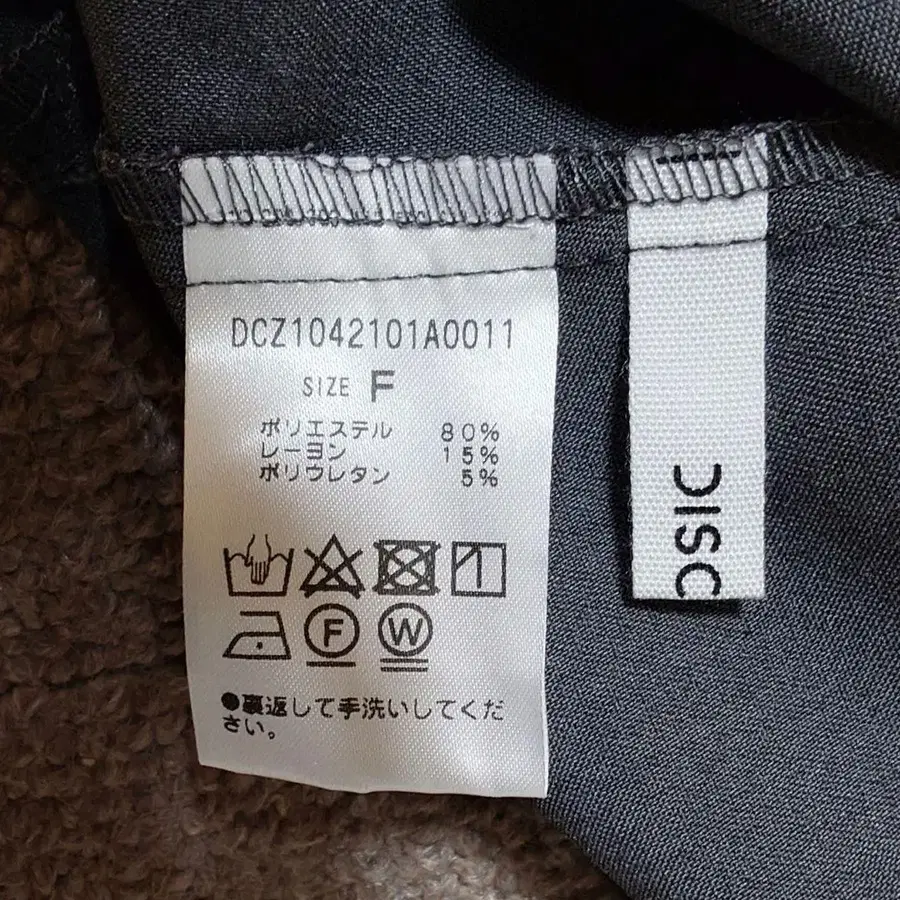 DCZ1042101A0011
SIZE F
ポリエステル 80%
レーヨン 15%
ポリウレタン 5%
F
W
●裏返して手洗いしてくだ
さい。